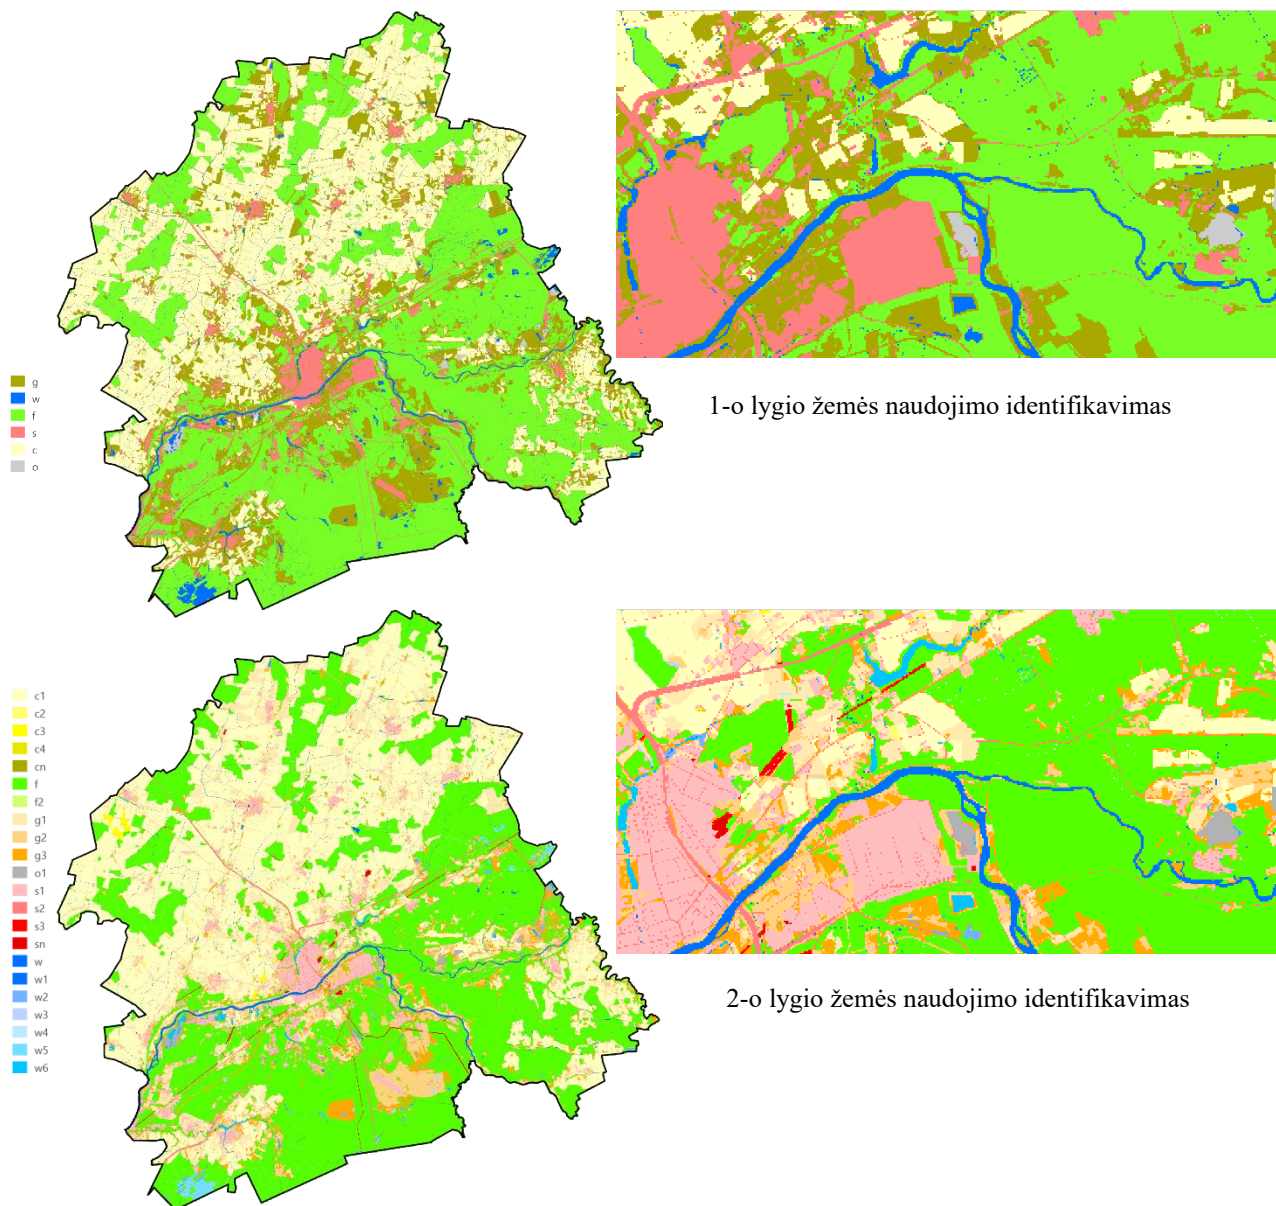 g
w
f
s
c
o
1-o lygio žemės naudojimo identifikavimas
c1
c2
c3
c4
cn
f
f2
g1
g2
g3
o1
s1
s2
s3
sn
w
w1
w2
w3
w4
w5
w6
2-o lygio žemės naudojimo identifikavimas